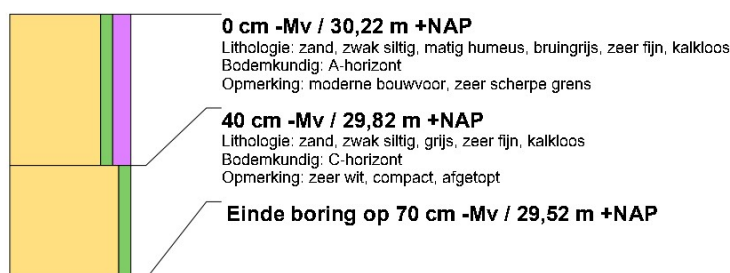 0 cm -Mv / 30,22 m +NAP
Lithologie: zand, zwak siltig, matig humeus, bruingrijs, zeer fijn, kalkloos
Bodemkundig: A-horizont
Opmerking: moderne bouwvoor, zeer scherpe grens
40 cm -Mv / 29,82 m +NAP
Lithologie: zand, zwak siltig, grijs, zeer fijn, kalkloos
Bodemkundig: C-horizont
Opmerking: zeer wit, compact, afgetopt
Einde boring op 70 cm -Mv / 29,52 m +NAP